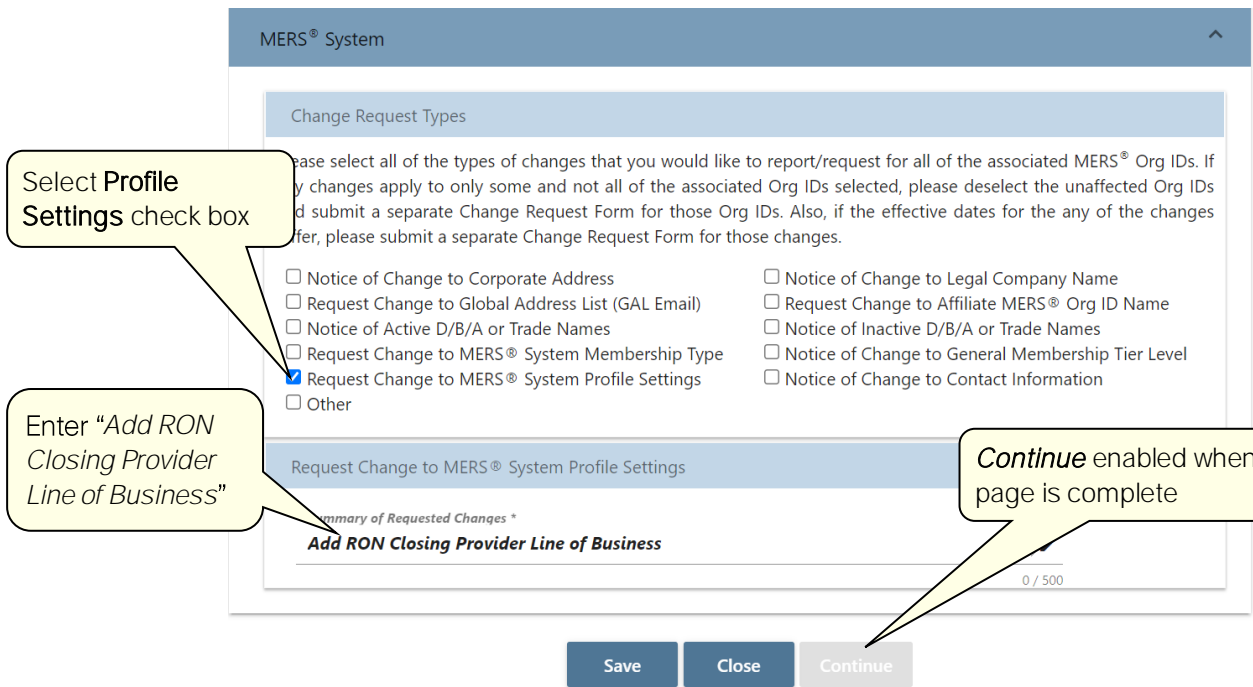 MERS® System
Change Request Types
ease select all of the types of changes that you would like to report/request for all of the associated MERS® Org IDs. If
y changes apply to only some and not all of the associated Org IDs selected, please deselect the unaffected Org IDs
d submit a separate Change Request Form for those Org IDs. Also, if the effective dates for the any of the changes
ffer, please submit a separate Change Request Form for those changes.
Select Profile
Settings check box
Notice of Change to Corporate Address
Request Change to Global Address List (GAL Email)
Notice of Active D/B/A or Trade Names
Request Change to MERS® System Membership Type
Request Change to MERS® System Profile Settings
Other
Notice of Change to Legal Company Name
Request Change to Affiliate MERS® Org ID Name
Notice of Inactive D/B/A or Trade Names
Notice of Change to General Membership Tier Level
Notice of Change to Contact Information
Enter “Add RON
Closing Provider
Line of Business”
Request Change to MERS® System Profile Settings
Continue enabled when
page is complete
ummary of Requested Changes *
Add RON Closing Provider Line of Business
0 / 500
Save
Close
Continue